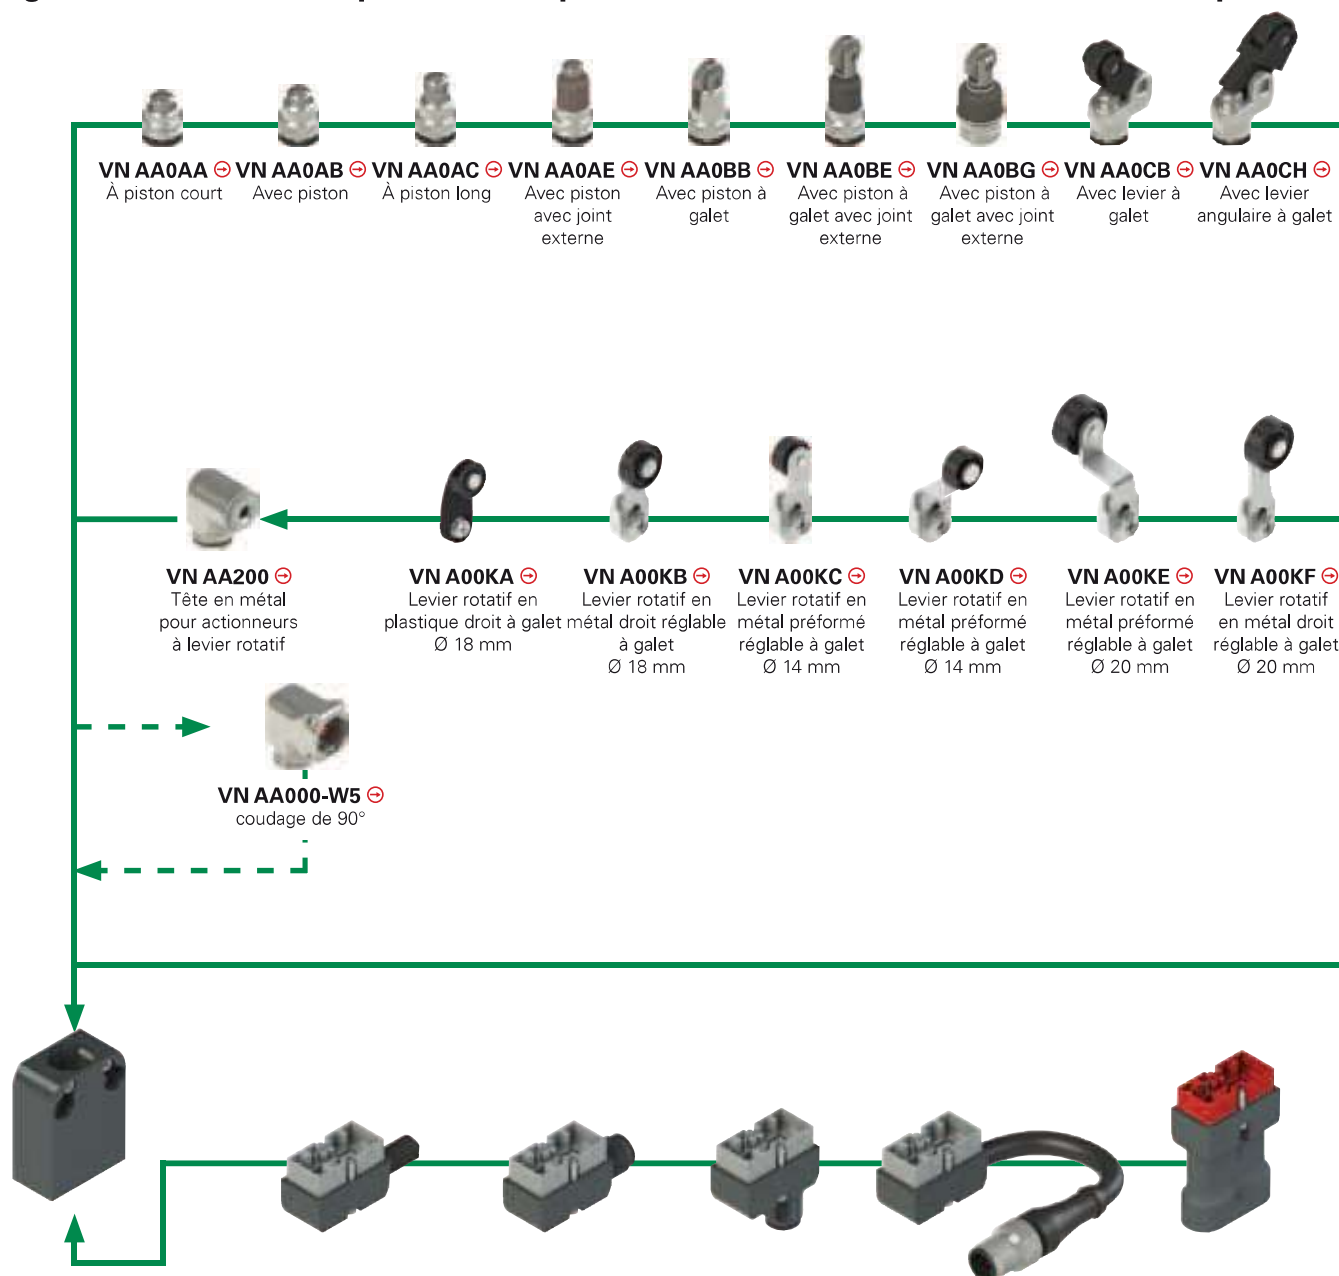 VN AA0AA
À piston court
VN AA0AB
Avec piston
VN AA0AC
À piston long
VN AA0AE
Avec piston
avec joint
externe
VN AA0BB
Avec piston à
galet
VN AA0BE
Avec piston à
galet avec joint
externe
VN AA0BG
Avec piston à
galet avec joint
externe
VN AA0CB
Avec levier à
galet
VN AA0CH
Avec levier
angulaire à galet
VN AA200
Tête en métal
pour actionneurs
à levier rotatif
VN A00KA
Levier rotatif en
plastique droit à galet
Ø 18 mm
VN A00KB
Levier rotatif en
métal droit réglable
à galet
Ø 18 mm
VN A00KC
Levier rotatif en
métal préformé
réglable à galet
Ø 14 mm
VN A00KD
Levier rotatif en
métal préformé
réglable à galet
Ø 14 mm
VN A00KE
Levier rotatif en
métal préformé
réglable à galet
Ø 20 mm
VN A00KF
Levier rotatif
en métal droit
réglable à galet
Ø 20 mm
VN AA000-W5
coudage de 90°